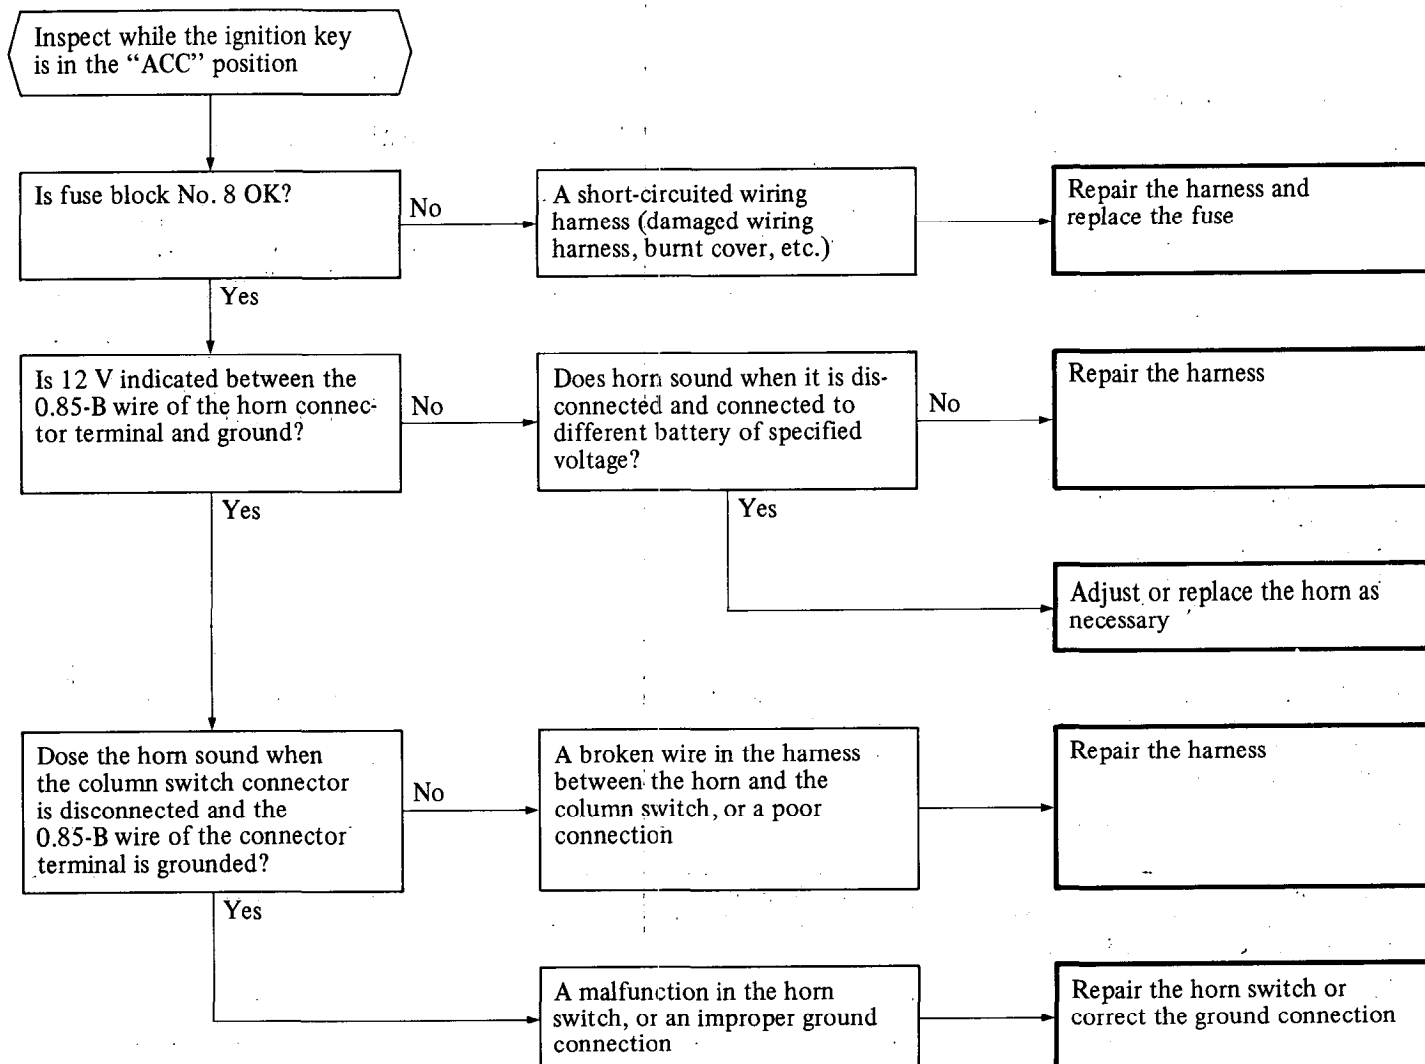 Inspect while the ignition key
is in the “ACC” position
Is fuse block No. 8 OK?
No
A short-circuited wiring
harness (damaged wiring
harness, burnt cover, etc.)
Repair the harness and
replace the fuse
Yes
Is 12 V indicated between the
0.85-B wire of the horn connec-
tor terminal and ground?
No
Does horn sound when it is dis-
connected and connected to
different battery of specified
voltage?
No
Repair the harness
Yes
Yes
Adjust or replace the horn as
necessary
Dose the horn sound when
the column switch connector
is disconnected and the
0.85-B wire of the connector
terminal is grounded?
No
A broken wire in the harness
between the horn and the
column switch, or a poor
connection
Repair the harness
Yes
A malfunction in the horn
switch, or an improper ground
connection
Repair the horn switch or
correct the ground connection